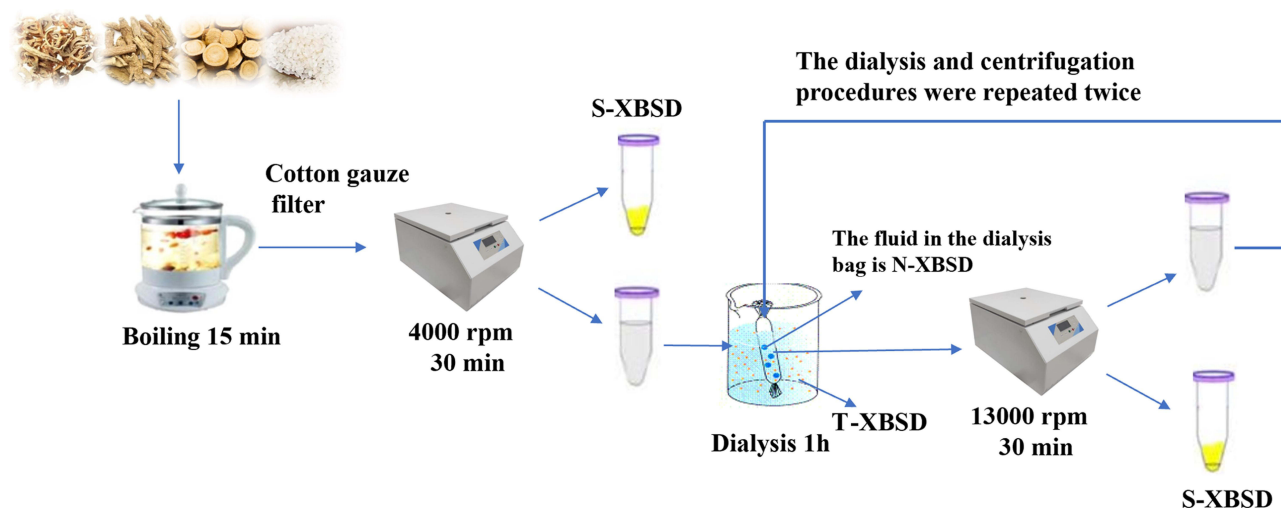 The dialysis and centrifugation
procedures were repeated twice
S-XBSD
Cotton gauze
filter
The fluid in the dialysis
bag is N-XBSD
Boiling 15 min
4000 rpm
30 min
T-XBSD
Dialysis 1h
13000 rpm
30 min
S-XBSD